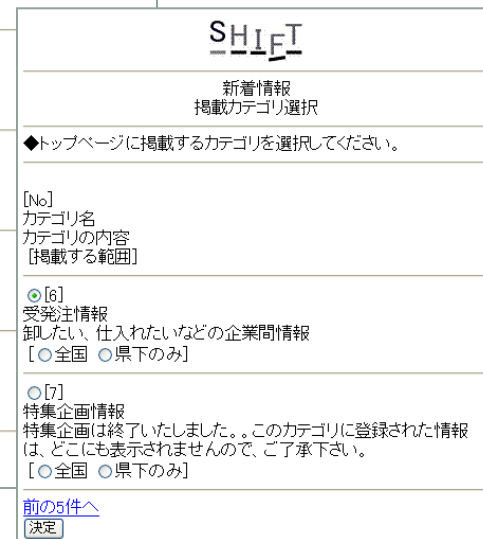 SHIFT
新着情報
掲載カテゴリ選択
◆トップページに掲載するカテゴリを選択してください。
[No]
カテゴリ名
カテゴリの内容
[掲載する範囲]
[6]
受発注情報
卸したい、仕入れたいなどの企業間情報
[○全国 ○県下のみ]
[7]
特集企画情報
特集企画は終了いたしました。。このカテゴリに登録された情報
は、どこにも表示されませんので、ご了承下さい。
[○全国 ○県下のみ]
前の5件へ
決定